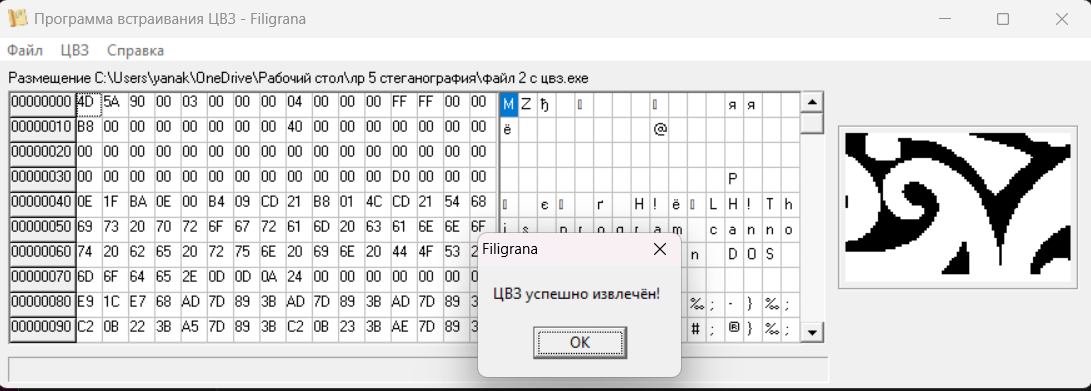 Программа встраивания ЦВЗ - Filigrana
Файл ЦВЗ Справка
Размещение C:\Users\yanak\OneDrive\Рабочий стол\лр 5 стеганография\файл 2 с цвз.exe
00000000 4D 5A 90 00 03 00 00 00 04 00 00 00 FF FF 00 00 M Z ђ я я
00000010 B8 00 00 00 00 00 00 00 40 00 00 00 00 00 00 00 ё @
00000020 00 00 00 00 00 00 00 00 00 00 00 00 00 00 00 00
00000030 00 00 00 00 00 00 00 00 00 00 00 00 D0 00 00 00 Р
00000040 0E 1F BA 0E 00 B4 09 CD 21 B8 01 4C CD 21 54 68 є ґ Н ! ё L Н ! T h
00000050 69 73 20 70 72 6F 67 72 61 6D 20 63 61 6E 6E 6F i s p r o g r a m c a n n o
00000060 74 20 62 65 20 72 75 6E 20 69 6E 20 44 4F 53 n D O S
00000070 6D 6F 64 65 2E 0D 0D 0A 24 00 00 00 00 00 00
00000080 E9 1C E7 68 AD 7D 89 3B AD 7D 89 3B AD 7D 89 ‰ ; - } ‰ ;
00000090 C2 0B 22 3B A5 7D 89 3B C2 0B 23 3B AE 7D 89 # ; ® } ‰ ;
Filigrana
ЦВЗ успешно извлечён!
OK